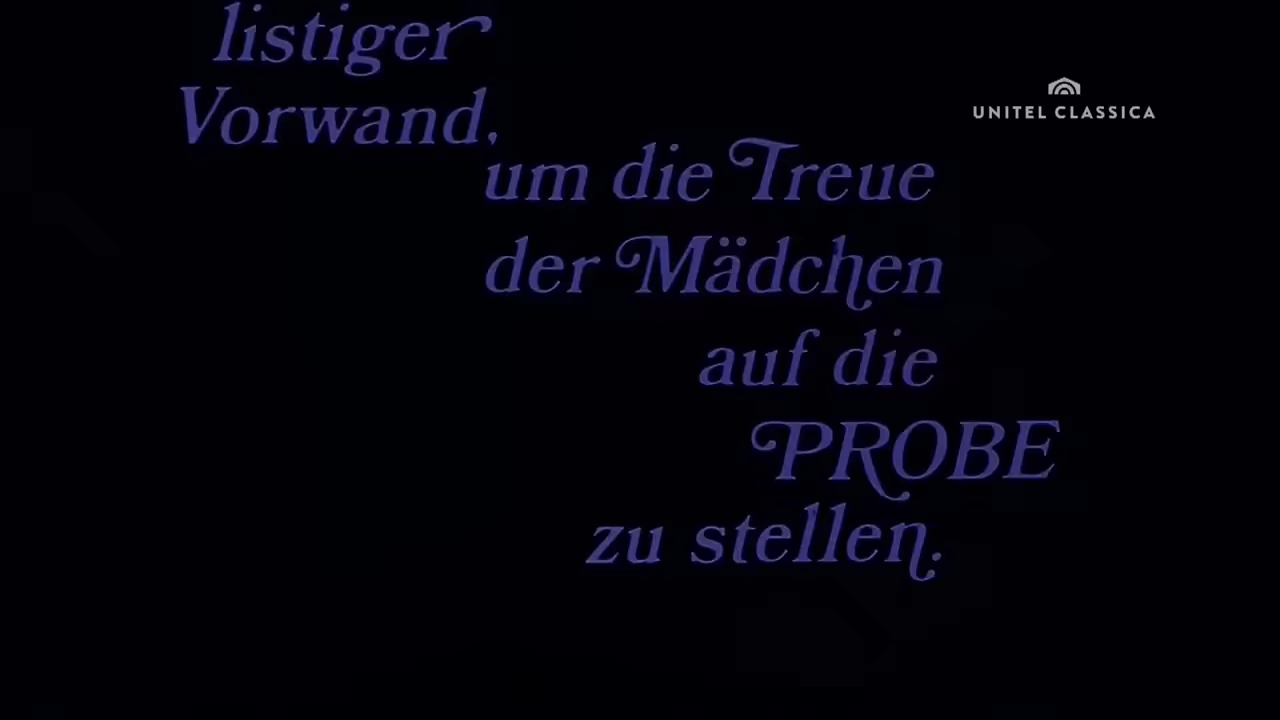 listiger
Vorwand,
UNITEL CLASSICA
um die Treue
der Mädchen
auf die
PROBE
zu stellen.